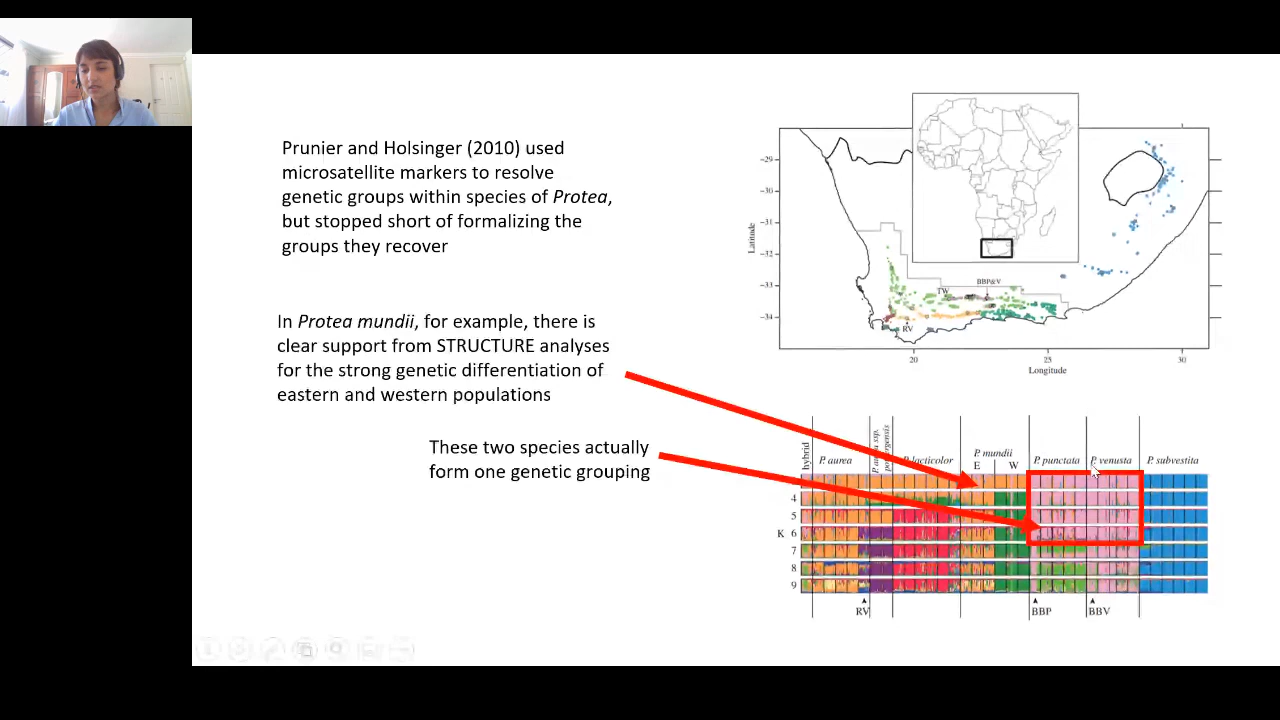 Prunier and Holsinger (2010) used
microsatellite markers to resolve
genetic groups within species of Protea,
but stopped short of formalizing the
groups they recover
In Protea mundii, for example, there is
clear support from STRUCTURE analyses
for the strong genetic differentiation of
eastern and western populations
These two species actually
form one genetic grouping
Latitude
-29
-30
-31
-32
-33
-34
BBP&V
TW
RV
20
25
30
Longitude
hybrid
P. aurea
P. lacticolor
P. mundii
E
W
P. punctata
P. venusta
P. subvestita
4
5
K 6
7
8
9
RV
BBP
BBV